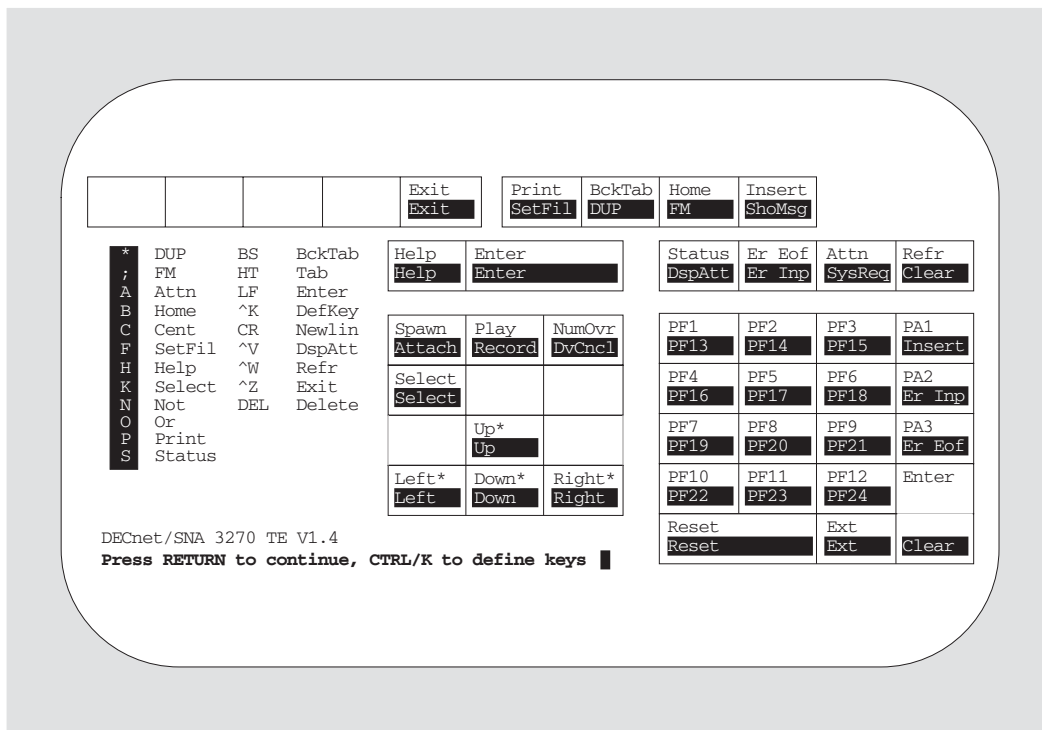 Exit Print BckTab Home Insert
Exit SetFil DUP FM ShoMsg
* DUP BS BckTab
; FM HT Tab
A Attn LF Enter
B Home ^K DefKey
C Cent CR Newlin
F SetFil ^V DspAtt
H Help ^W Refr
K Select ^Z Exit
N Not DEL Delete
O Or
P Print
S Status
Help Enter
Help Enter
Spawn Play NumOvr
Attach Record DvCncl
Select
Select
Up*
Up
Left* Down* Right*
Left Down Right
Status Er Eof Attn Refr
DspAtt Er Inp SysReq Clear
PF1 PF2 PF3 PA1
PF13 PF14 PF15 Insert
PF4 PF5 PF6 PA2
PF16 PF17 PF18 Er Inp
PF7 PF8 PF9 PA3
PF19 PF20 PF21 Er Eof
PF10 PF11 PF12 Enter
PF22 PF23 PF24
Reset Ext
Reset Ext Clear
DECnet/SNA 3270 TE V1.4
Press RETURN to continue, CTRL/K to define keys